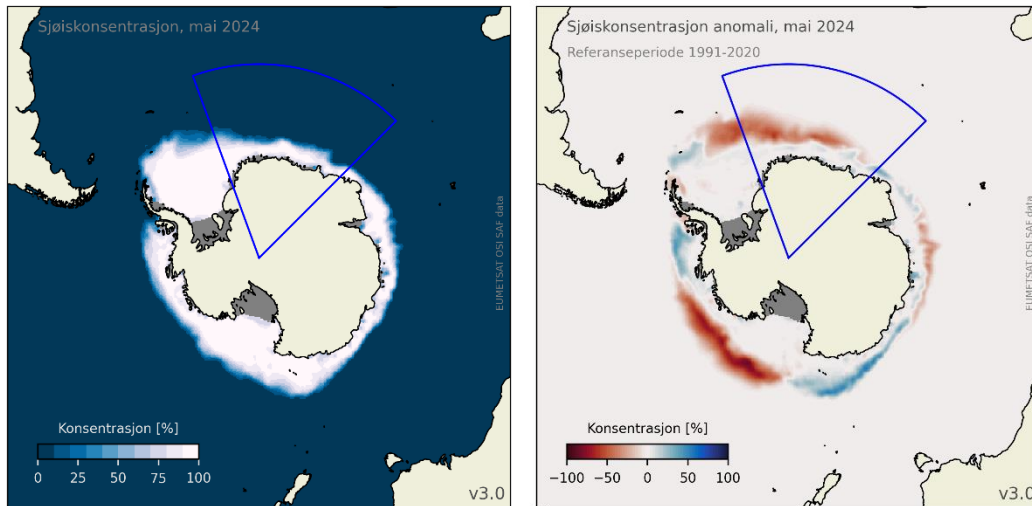 Sjøiskonsentrasjon, mai 2024
EUMETSAT OSI SAF data
Konsentrasjon [%]
0 25 50 75 100
v3.0
Sjøiskonsentrasjon anomali, mai 2024
Referanseperiode 1991-2020
EUMETSAT OSI SAF data
Konsentrasjon [%]
−100 −50 0 50 100
v3.0